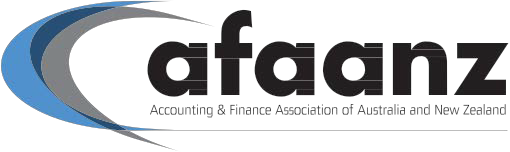 afaanz
Accounting & Finance Association of Australia and New Zealand